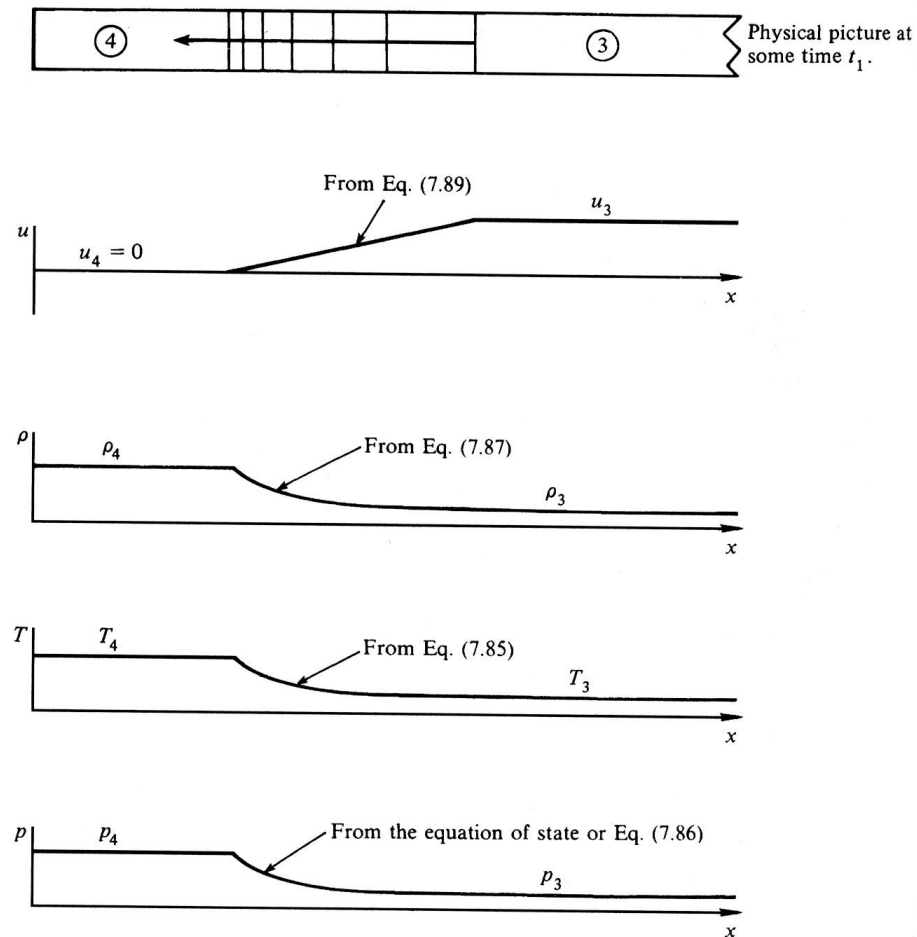 4
3
Physical picture at
some time t₁.
From Eq. (7.89)
u₃
u
u₄ = 0
x
ρ
ρ₄
From Eq. (7.87)
ρ₃
x
T
T₄
From Eq. (7.85)
T₃
x
p
p₄
From the equation of state or Eq. (7.86)
p₃
x